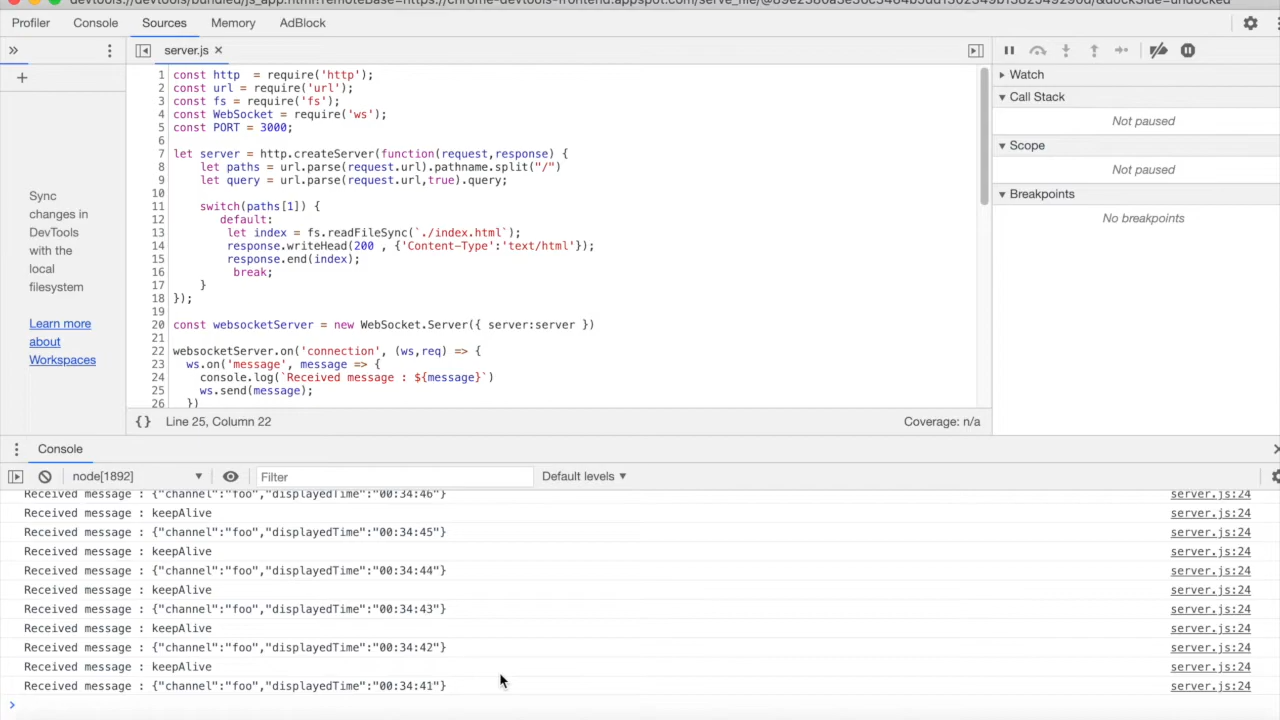 Profiler Console Sources Memory AdBlock
server.js ×
Sync
changes in
DevTools
with the
local
filesystem
Learn more
about
Workspaces
1 const http  = require('http');
2 const url = require('url');
3 const fs = require('fs');
4 const WebSocket = require('ws');
5 const PORT = 3000;
6
7 let server = http.createServer(function(request,response) {
8     let paths = url.parse(request.url).pathname.split("/")
9     let query = url.parse(request.url,true).query;
10
11     switch(paths[1]) {
12        default:
13         let index = fs.readFileSync(`./index.html`);
14         response.writeHead(200 , {'Content-Type':'text/html'});
15         response.end(index);
16          break;
17     }
18 });
19
20 const websocketServer = new WebSocket.Server({ server:server })
21
22 websocketServer.on('connection', (ws,req) => {
23   ws.on('message', message => {
24     console.log(`Received message : ${message}`)
25     ws.send(message);
26   })
{} Line 25, Column 22 Coverage: n/a
Watch
Call Stack
Not paused
Scope
Not paused
Breakpoints
No breakpoints
Console
node[1892] Filter Default levels
Received message : {"channel":"foo","displayedTime":"00:34:46"} server.js:24
Received message : keepAlive server.js:24
Received message : {"channel":"foo","displayedTime":"00:34:45"} server.js:24
Received message : keepAlive server.js:24
Received message : {"channel":"foo","displayedTime":"00:34:44"} server.js:24
Received message : keepAlive server.js:24
Received message : {"channel":"foo","displayedTime":"00:34:43"} server.js:24
Received message : keepAlive server.js:24
Received message : {"channel":"foo","displayedTime":"00:34:42"} server.js:24
Received message : keepAlive server.js:24
Received message : {"channel":"foo","displayedTime":"00:34:41"} server.js:24